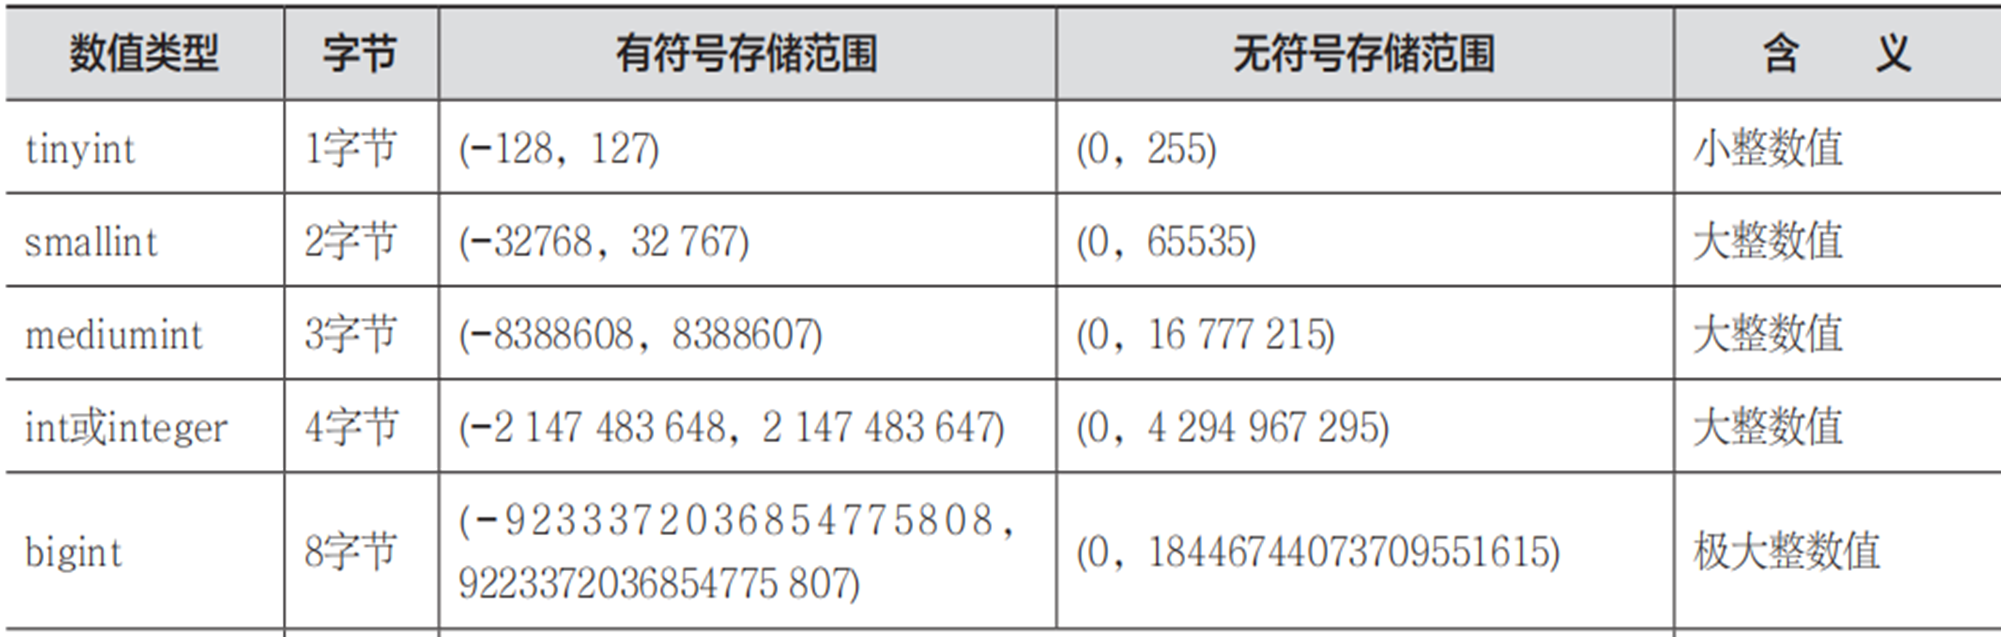 数值类型 字节 有符号存储范围 无符号存储范围 含 义
tinyint 1字节 (-128，127) (0，255) 小整数值
smallint 2字节 (-32768，32 767) (0，65535) 大整数值
mediumint 3字节 (-8388608，8388607) (0，16 777 215) 大整数值
int或integer 4字节 (-2 147 483 648，2 147 483 647) (0，4 294 967 295) 大整数值
bigint 8字节 (-9233372036854775808，
9223372036854775 807) (0，18446744073709551615) 极大整数值